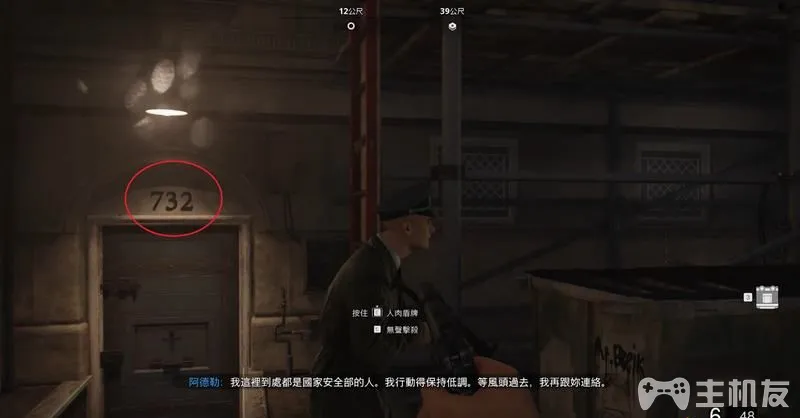 12公尺
39公尺
732
3
按住 人肉盾牌
無聲擊殺
阿德勒: 我這裡到處都是國家安全部的人。我行動得保持低調。等風頭過去，我再跟妳連絡。
主机友
6 48